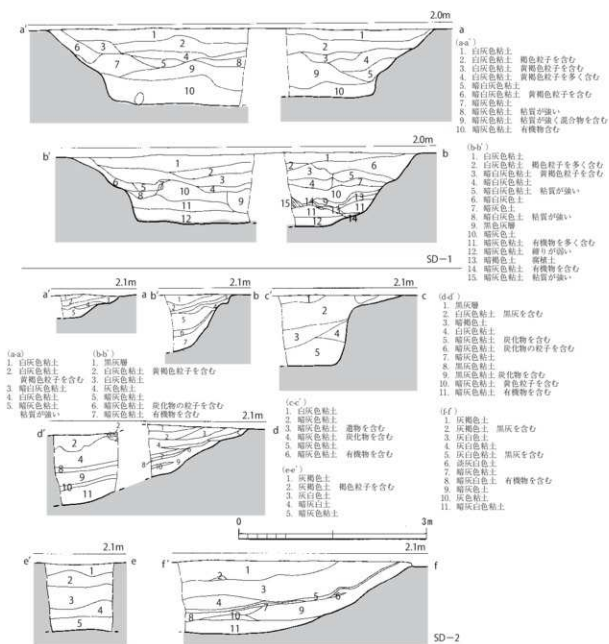 2.0m
a'
a
(a-a')
1. 白灰色粘土
2. 白灰色粘土 褐色粒子を含む
3. 白灰色粘土 黄褐色粒子を含む
4. 白灰色粘土 黄褐色粒子を多く含む
5. 暗白灰色粘土
6. 暗白灰色粘土 黄褐色粒子を含む
7. 暗灰色粘土
8. 暗灰色粘土 粘質が強い
9. 暗灰色粘土 粘質が強く混合物を含む
10. 暗灰色粘土 有機物含む
2.0m
b'
b
(b-b')
1. 白灰色粘土
2. 白灰色粘土 褐色粒子を多く含む
3. 暗白灰色粘土 黄褐色粒子を含む
4. 暗白灰色粘土
5. 暗白灰色粘土 粘質が強い
6. 暗白灰色土
7. 暗灰色土
8. 暗白灰色土 粘質が強い
9. 黒色灰層
10. 暗灰色土
11. 暗灰色粘土 有機物を多く含む
12. 暗灰色粘土 締りが弱い
13. 暗褐色土 腐植土
14. 暗灰色粘土 有機物を含む
15. 暗灰色粘土 粘質が強い
SD-1
2.1m
a'
a
(a-a)
1. 白灰色粘土
2. 白灰色粘土
黄褐色粒子を含む
3. 暗白灰色粘土
4. 白灰色粘土
5. 暗灰色粘土
粘質が強い
2.1m
b'
b
(b-b')
1. 黒灰層
2. 白灰色粘土 黄褐色粒子を含む
3. 白灰色粘土
4. 灰色粘土
5. 暗灰色粘土
6. 暗灰色粘土 炭化物の粒子を含む
7. 暗灰色粘土 有機物を含む
2.1m
c'
c
(c-c')
1. 白灰色粘土
2. 暗灰色粘土
3. 暗灰色粘土 遺物を含む
4. 暗灰色粘土 炭化物を含む
5. 暗灰色粘土
6. 暗灰色粘土 有機物を含む
2.1m
d'
d
(d-d')
1. 黒灰層
2. 白灰色粘土 黒灰を含む
3. 暗褐色土
4. 白灰色粘土
5. 暗灰色粘土 炭化物を含む
6. 暗灰色粘土 炭化物の粒子を含む
7. 暗灰色粘土
8. 黒灰色粘土
9. 黒灰色粘土 炭化物を含む
10. 暗灰色粘土 黄色粒子を含む
11. 暗灰色粘土 有機物を含む
(e-e')
1. 灰褐色土
2. 灰褐色土 褐色粒子を含む
3. 灰白色土
4. 暗灰白土
5. 暗灰色粘土
(f-f')
1. 灰褐色土
2. 灰褐色土 黒灰を含む
3. 灰白色土
4. 灰白色粘土
5. 灰白色粘土 黒灰を含む
6. 淡灰白色土
7. 暗灰色粘土
8. 暗灰白色土 有機物を含む
9. 暗灰色土
10. 灰色粘土
11. 暗灰白色粘土
0
3m
2.1m
e'
e
2.1m
f'
f
SD-2